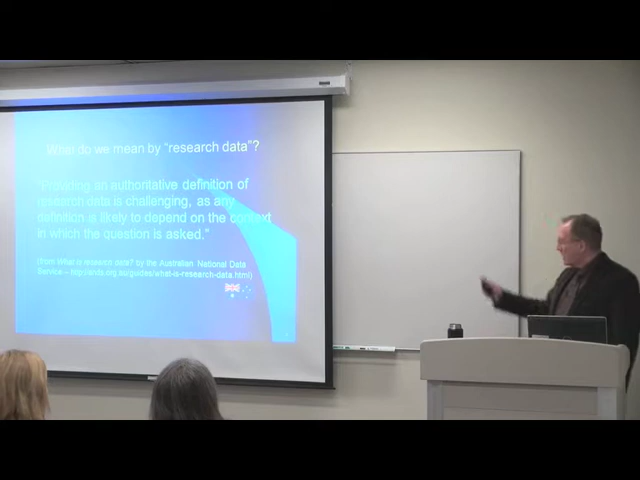 What do we mean by “research data”?
“Providing an authoritative definition of
research data is challenging, as any
definition is likely to depend on the context
in which the question is asked.”
(from What is research data? by the Australian National Data
Service – http://ands.org.au/guides/what-is-research-data.html)